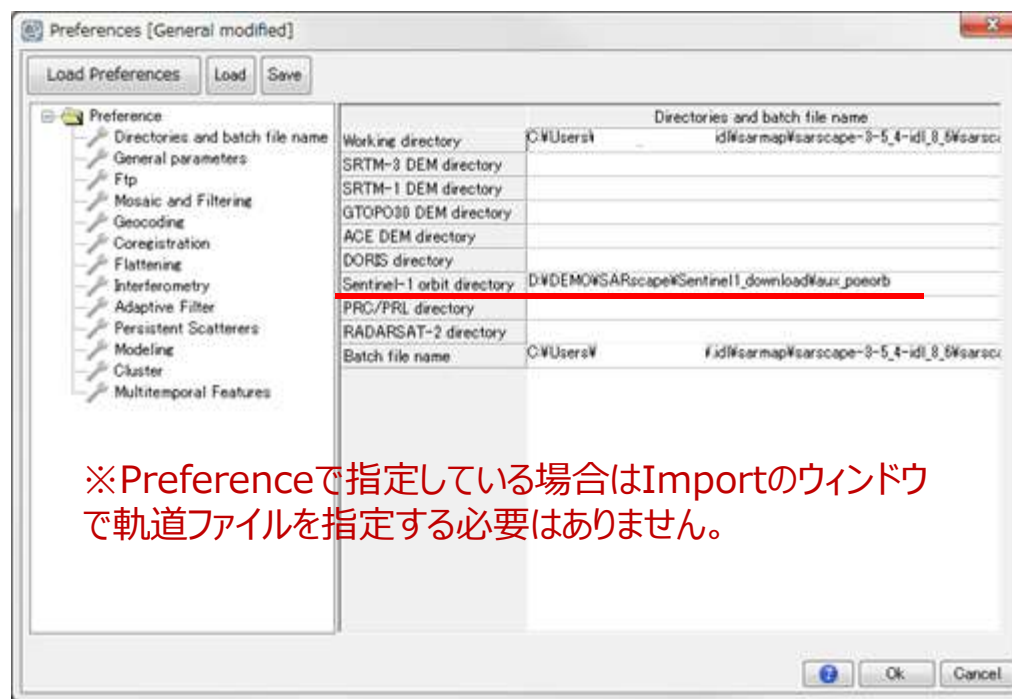 Preferences [General modified]
Load Preferences Load Save
Preference
Directories and batch file name
General parameters
Ftp
Mosaic and Filtering
Geocoding
Coregistration
Flattening
Interferometry
Adaptive Filter
Persistent Scatterers
Modeling
Cluster
Multitemporal Features
Directories and batch file name
Working directory C:¥Users¥ idl¥sarmap¥sarscape-3-5_4-idl_8_6¥sarsca
SRTM-3 DEM directory
SRTM-1 DEM directory
GTOPO30 DEM directory
ACE DEM directory
DORIS directory
Sentinel-1 orbit directory D:¥DEMO¥SARscape¥Sentinel1_download¥aux_poeorb
PRC/PRL directory
RADARSAT-2 directory
Batch file name C:¥Users¥ .idl¥sarmap¥sarscape-3-5_4-idl_8_6¥sarsca
※Preferenceで指定している場合はImportのウィンドウ
で軌道ファイルを指定する必要はありません。
Ok Cancel